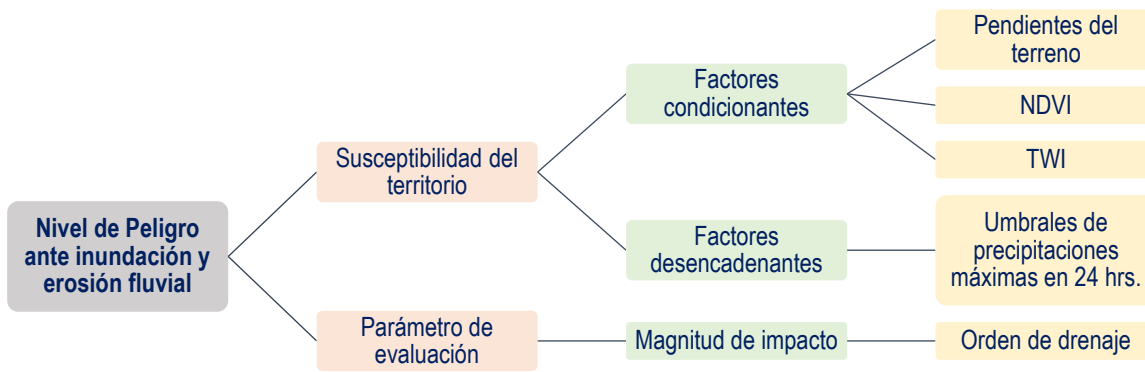 Nivel de Peligro
ante inundación y
erosión fluvial
Susceptibilidad del
territorio
Factores
condicionantes
Pendientes del
terreno
NDVI
TWI
Factores
desencadenantes
Umbrales de
precipitaciones
máximas en 24 hrs.
Parámetro de
evaluación
Magnitud de impacto
Orden de drenaje